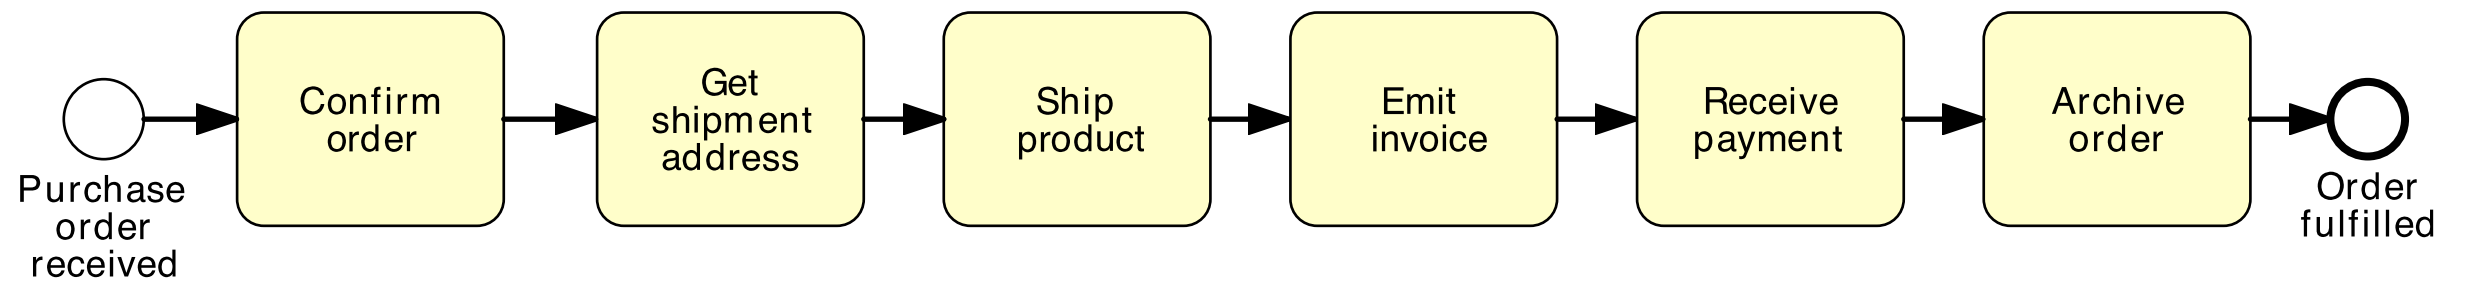 Purchase
order
received
Confirm
order
Get
shipment
address
Ship
product
Emit
invoice
Receive
payment
Archive
order
Order
fulfilled